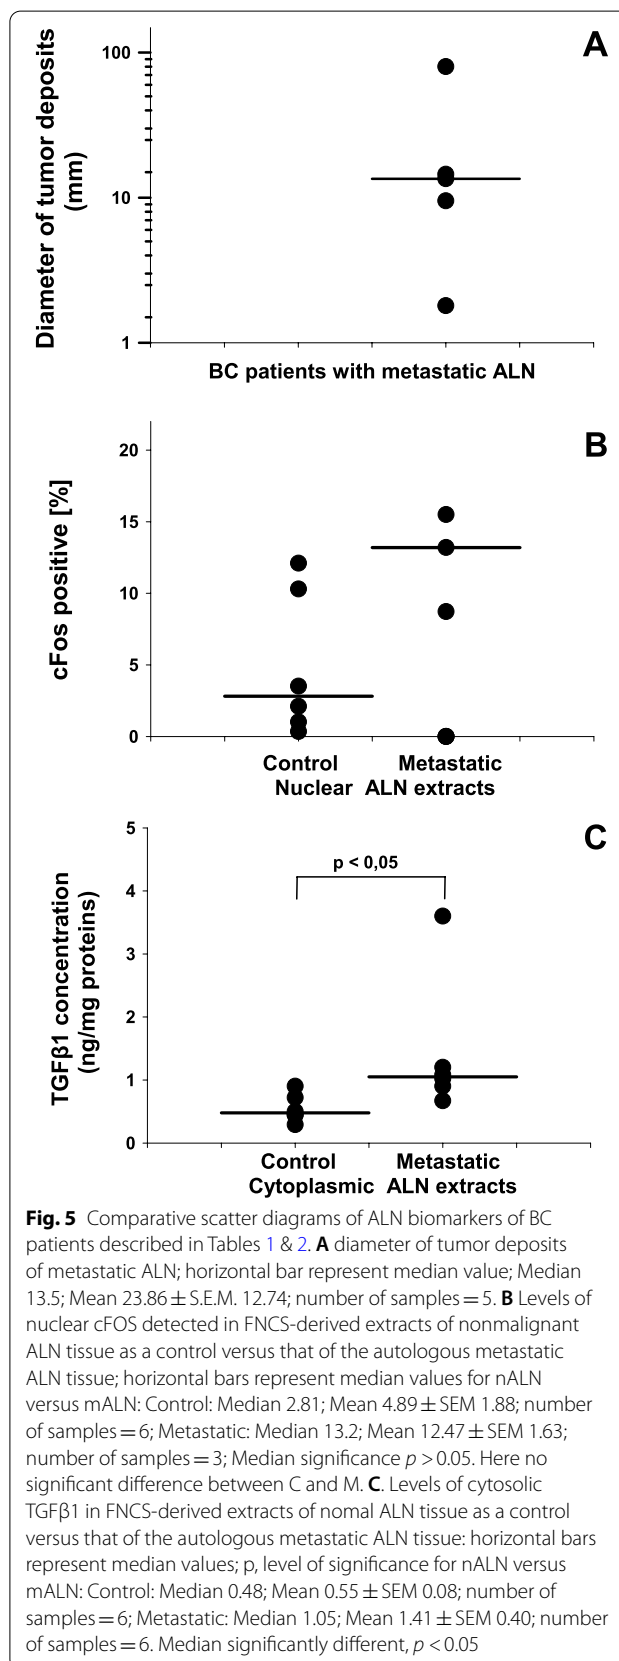 A
Diameter of tumor deposits
(mm)
100
10
1
BC patients with metastatic ALN
B
cFos positive [%]
20
15
10
5
0
Control Metastatic
Nuclear ALN extracts
C
TGFβ1 concentration
(ng/mg proteins)
5
4
3
2
1
0
p < 0,05
Control Metastatic
Cytoplasmic ALN extracts
Fig. 5 Comparative scatter diagrams of ALN biomarkers of BC
patients described in Tables 1 & 2. A diameter of tumor deposits
of metastatic ALN; horizontal bar represent median value; Median
13.5; Mean 23.86 ± S.E.M. 12.74; number of samples = 5. B Levels of
nuclear cFOS detected in FNCS-derived extracts of nonmalignant
ALN tissue as a control versus that of the autologous metastatic
ALN tissue; horizontal bars represent median values for nALN
versus mALN: Control: Median 2.81; Mean 4.89 ± SEM 1.88; number
of samples = 6; Metastatic: Median 13.2; Mean 12.47 ± SEM 1.63;
number of samples = 3; Median significance p > 0.05. Here no
significant difference between C and M. C. Levels of cytosolic
TGFβ1 in FNCS-derived extracts of nomal ALN tissue as a control
versus that of the autologous metastatic ALN tissue: horizontal bars
represent median values; p, level of significance for nALN versus
mALN: Control: Median 0.48; Mean 0.55 ± SEM 0.08; number of
samples = 6; Metastatic: Median 1.05; Mean 1.41 ± SEM 0.40; number
of samples = 6. Median significantly different, p < 0.05